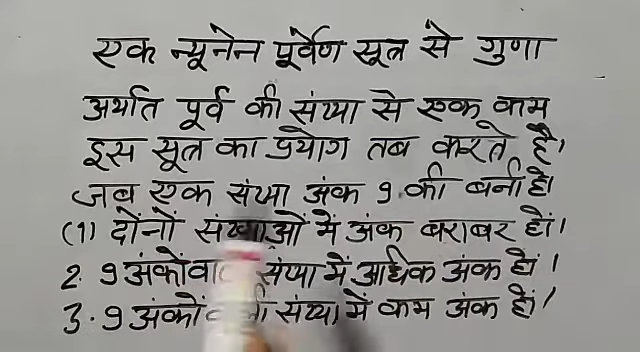 एक न्यूनेन पूर्वेण सूत्र से गुणा
अर्थात पूर्व की संख्या से एक कम
इस सूत्र का प्रयोग तब करते है।
जब एक संख्या अंक 9 की बनी हो।
(1) दोनों संख्याओं में अंक बराबर हों।
2. 9 अंकोंवाली संख्या में अधिक अंक हों।
3. 9 अंकों संख्या में कम अंक हों।